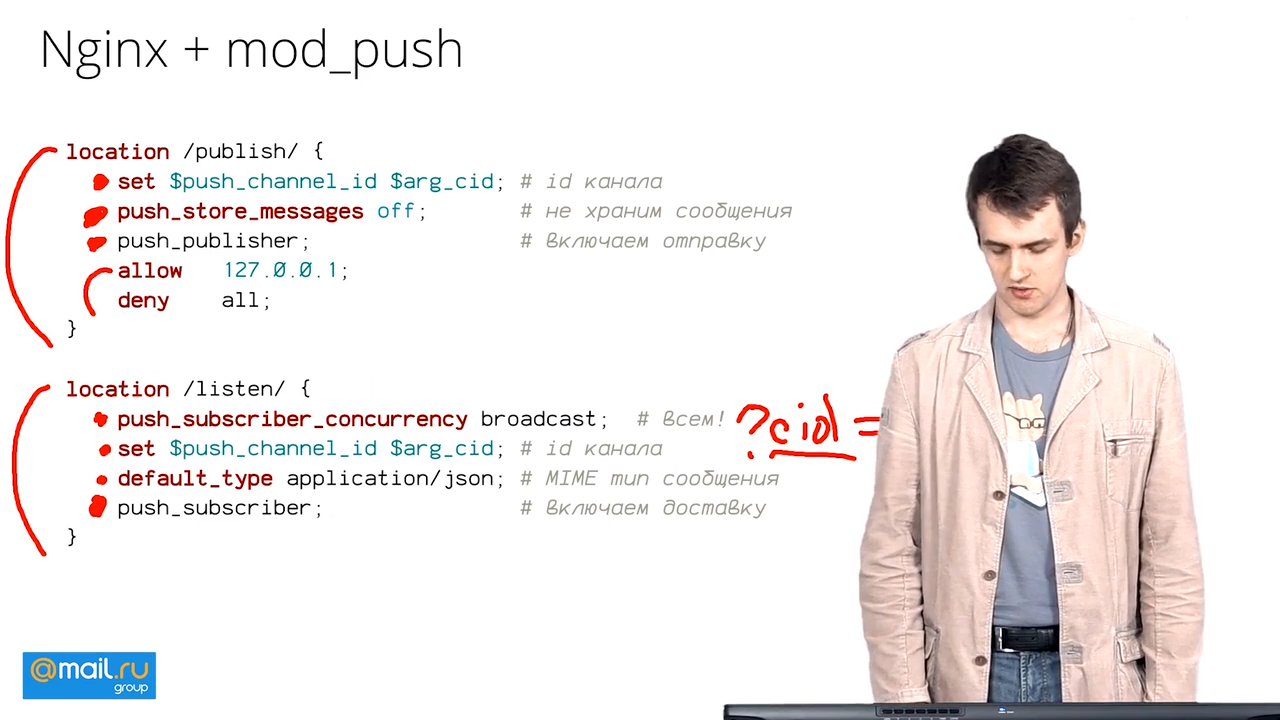 Nginx + mod_push
location /publish/ {
set $push_channel_id $arg_cid; # id канала
push_store_messages off; # не храним сообщения
push_publisher; # включаем отправку
allow 127.0.0.1;
deny all;
}
location /listen/ {
push_subscriber_concurrency broadcast; # всем!
?cid =
set $push_channel_id $arg_cid; # id канала
default_type application/json; # MIME тип сообщения
push_subscriber; # включаем доставку
}
@mail.ru
group